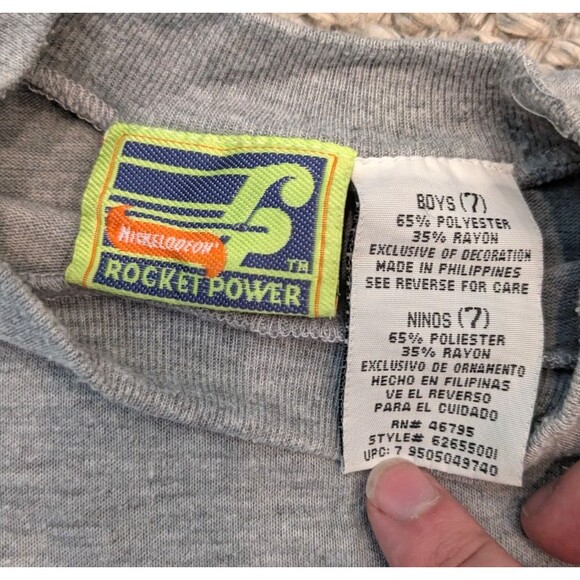 NICKELODEON
ROCKET POWER
TM
BOYS (7)
65% POLYESTER
35% RAYON
EXCLUSIVE OF DECORATION
MADE IN PHILIPPINES
SEE REVERSE FOR CARE
NINOS (7)
65% POLIESTER
35% RAYON
EXCLUSIVO DE ORNAMENTO
HECHO EN FILIPINAS
VE EL REVERSO
PARA EL CUIDADO
RN# 46795
STYLE# 62655001
UPC: 7 9505049740